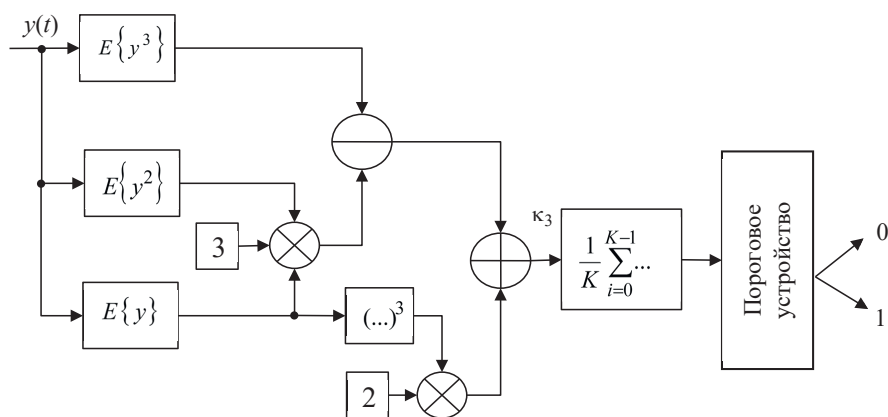 y(t)
E{y³}
E{y²}
3
E{y}
(...)³
2
κ₃
1/K ∑ i=0 K−1 ...
Пороговое
устройство
0
1